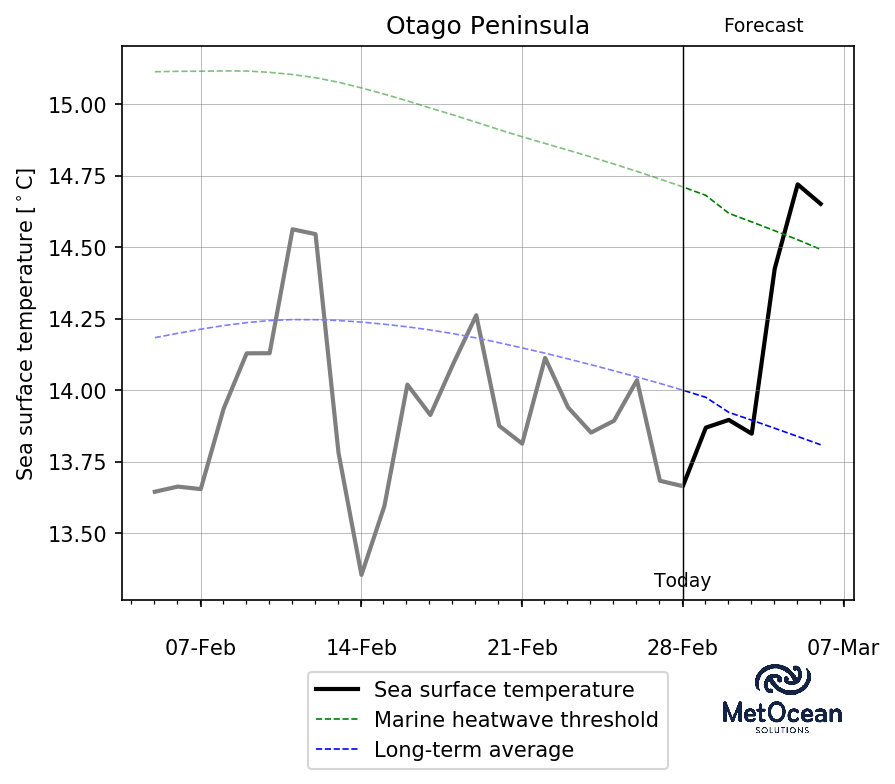 Otago Peninsula
Forecast
Sea surface temperature [°C]
15.00
14.75
14.50
14.25
14.00
13.75
13.50
Today
07-Feb
14-Feb
21-Feb
28-Feb
07-Mar
Sea surface temperature
Marine heatwave threshold
Long-term average
MetOcean
SOLUTIONS